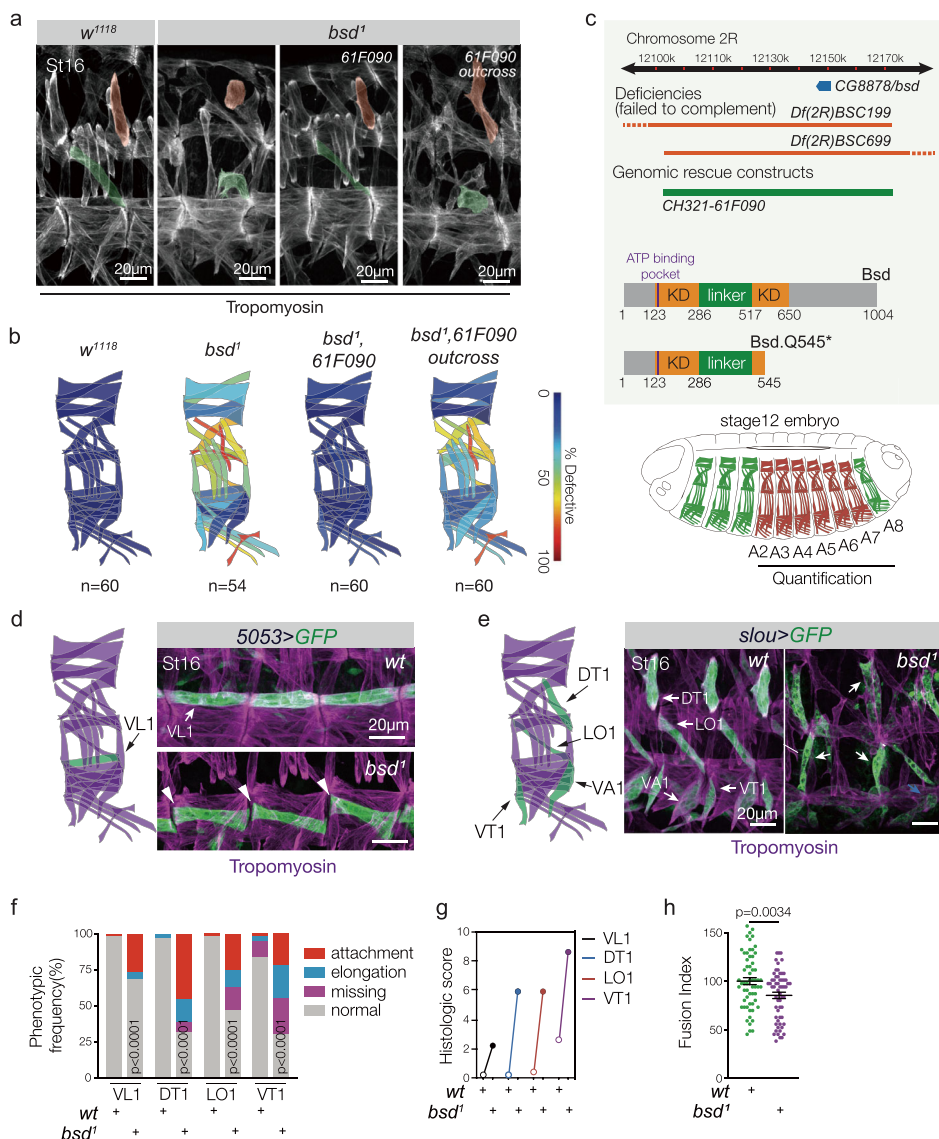 a
w1118
bsd1
St16
61F090
61F090
outcross
20µm
20µm
20µm
20µm
Tropomyosin
b
w1118
bsd1
bsd1,
61F090
bsd1,61F090
outcross
0
50
100
% Defective
n=60
n=54
n=60
n=60
c
Chromosome 2R
12100k
12110k
12130k
12150k
12170k
CG8878/bsd
Deficiencies
(failed to complement)
Df(2R)BSC199
Df(2R)BSC699
Genomic rescue constructs
CH321-61F090
ATP binding
pocket
Bsd
KD
linker
KD
1
123
286
517
650
1004
Bsd.Q545*
KD
linker
1
123
286
545
stage12 embryo
A2
A3
A4
A5
A6
A7
A8
Quantification
d
5053>GFP
St16
wt
VL1
VL1
20µm
bsd1
Tropomyosin
e
slou>GFP
St16
wt
bsd1
DT1
LO1
VA1
VT1
DT1
LO1
VA1
VT1
20µm
Tropomyosin
f
Phenotypic
frequency(%)
100
75
50
25
0
p<0.0001
p<0.0001
p<0.0001
p<0.0001
attachment
elongation
missing
normal
VL1
DT1
LO1
VT1
wt + + + +
bsd1 + + + +
g
Histologic score
10
8
6
4
2
0
VL1
DT1
LO1
VT1
wt + + + +
bsd1 + + + +
h
p=0.0034
Fusion Index
150
100
50
0
wt +
bsd1 +